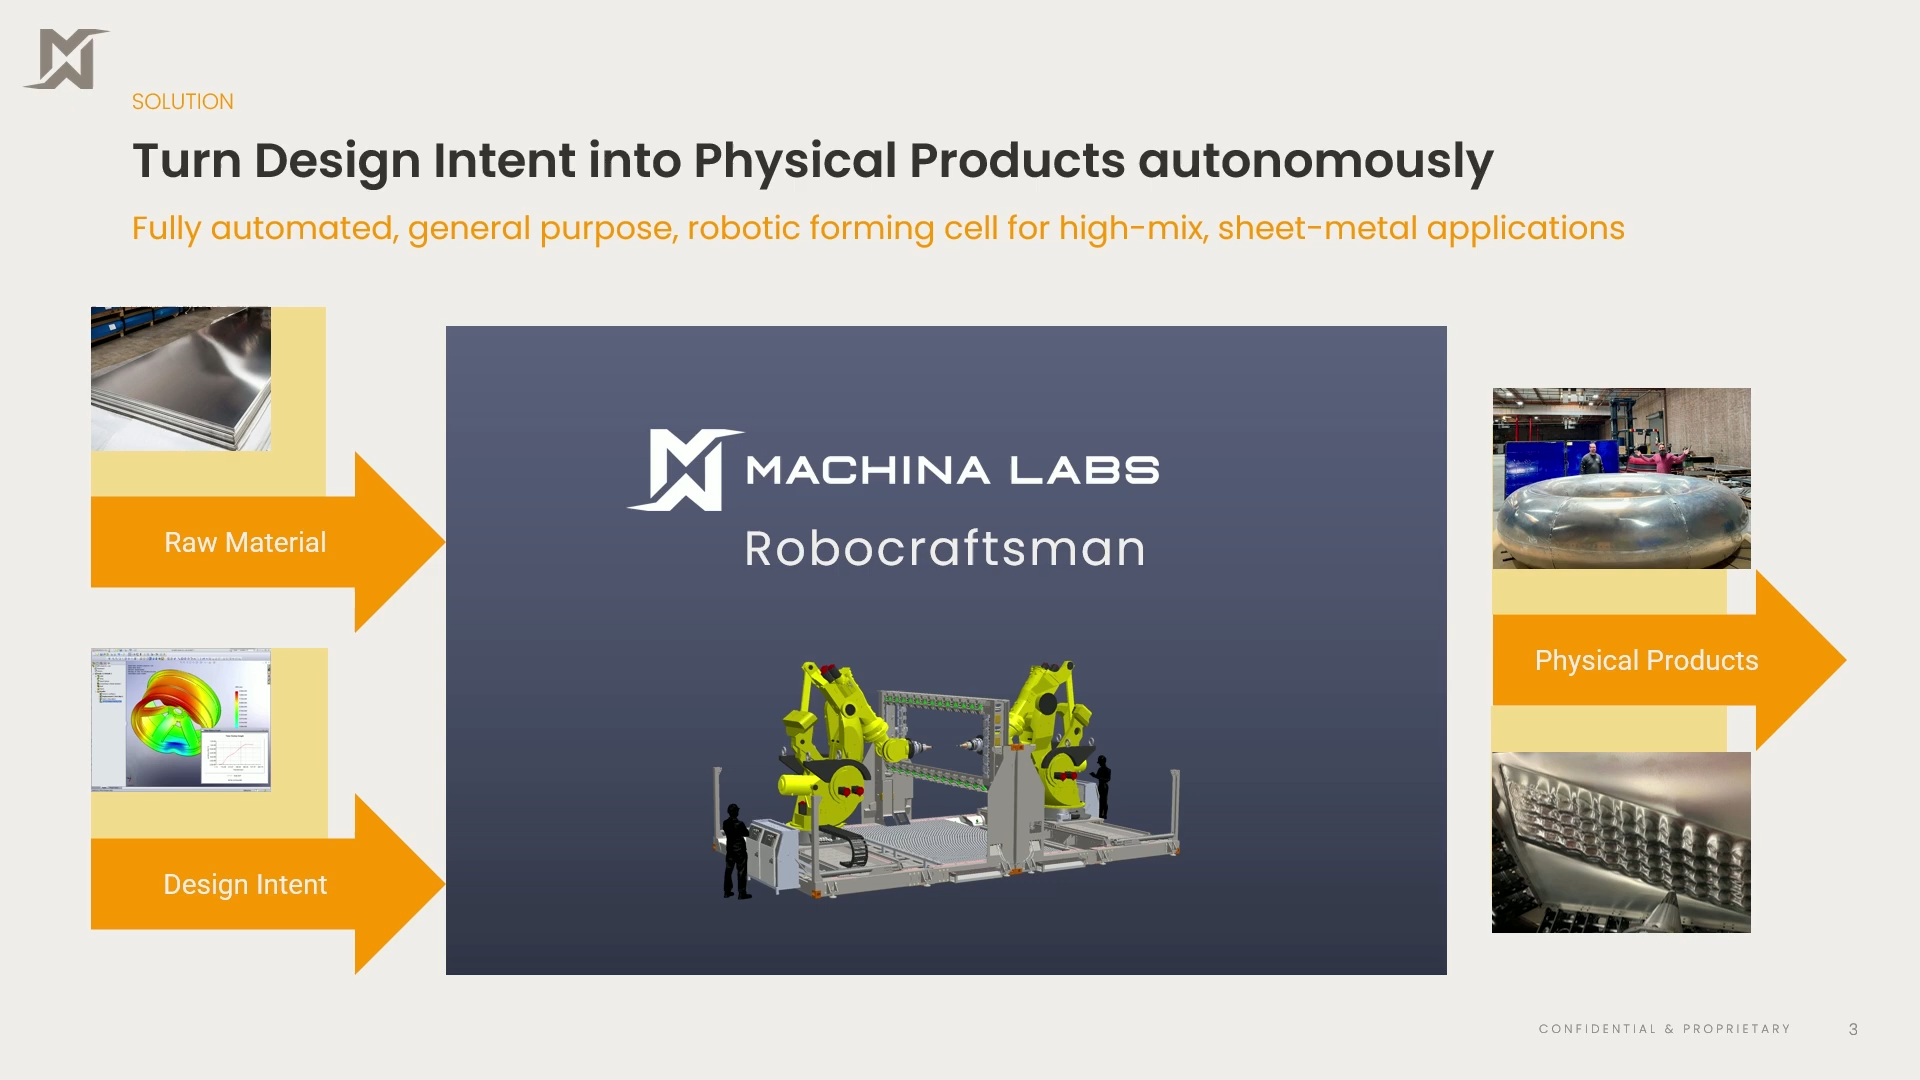 SOLUTION
Turn Design Intent into Physical Products autonomously
Fully automated, general purpose, robotic forming cell for high-mix, sheet-metal applications
Raw Material
MACHINA LABS
Robocraftsman
Physical Products
Design Intent
CONFIDENTIAL & PROPRIETARY
3